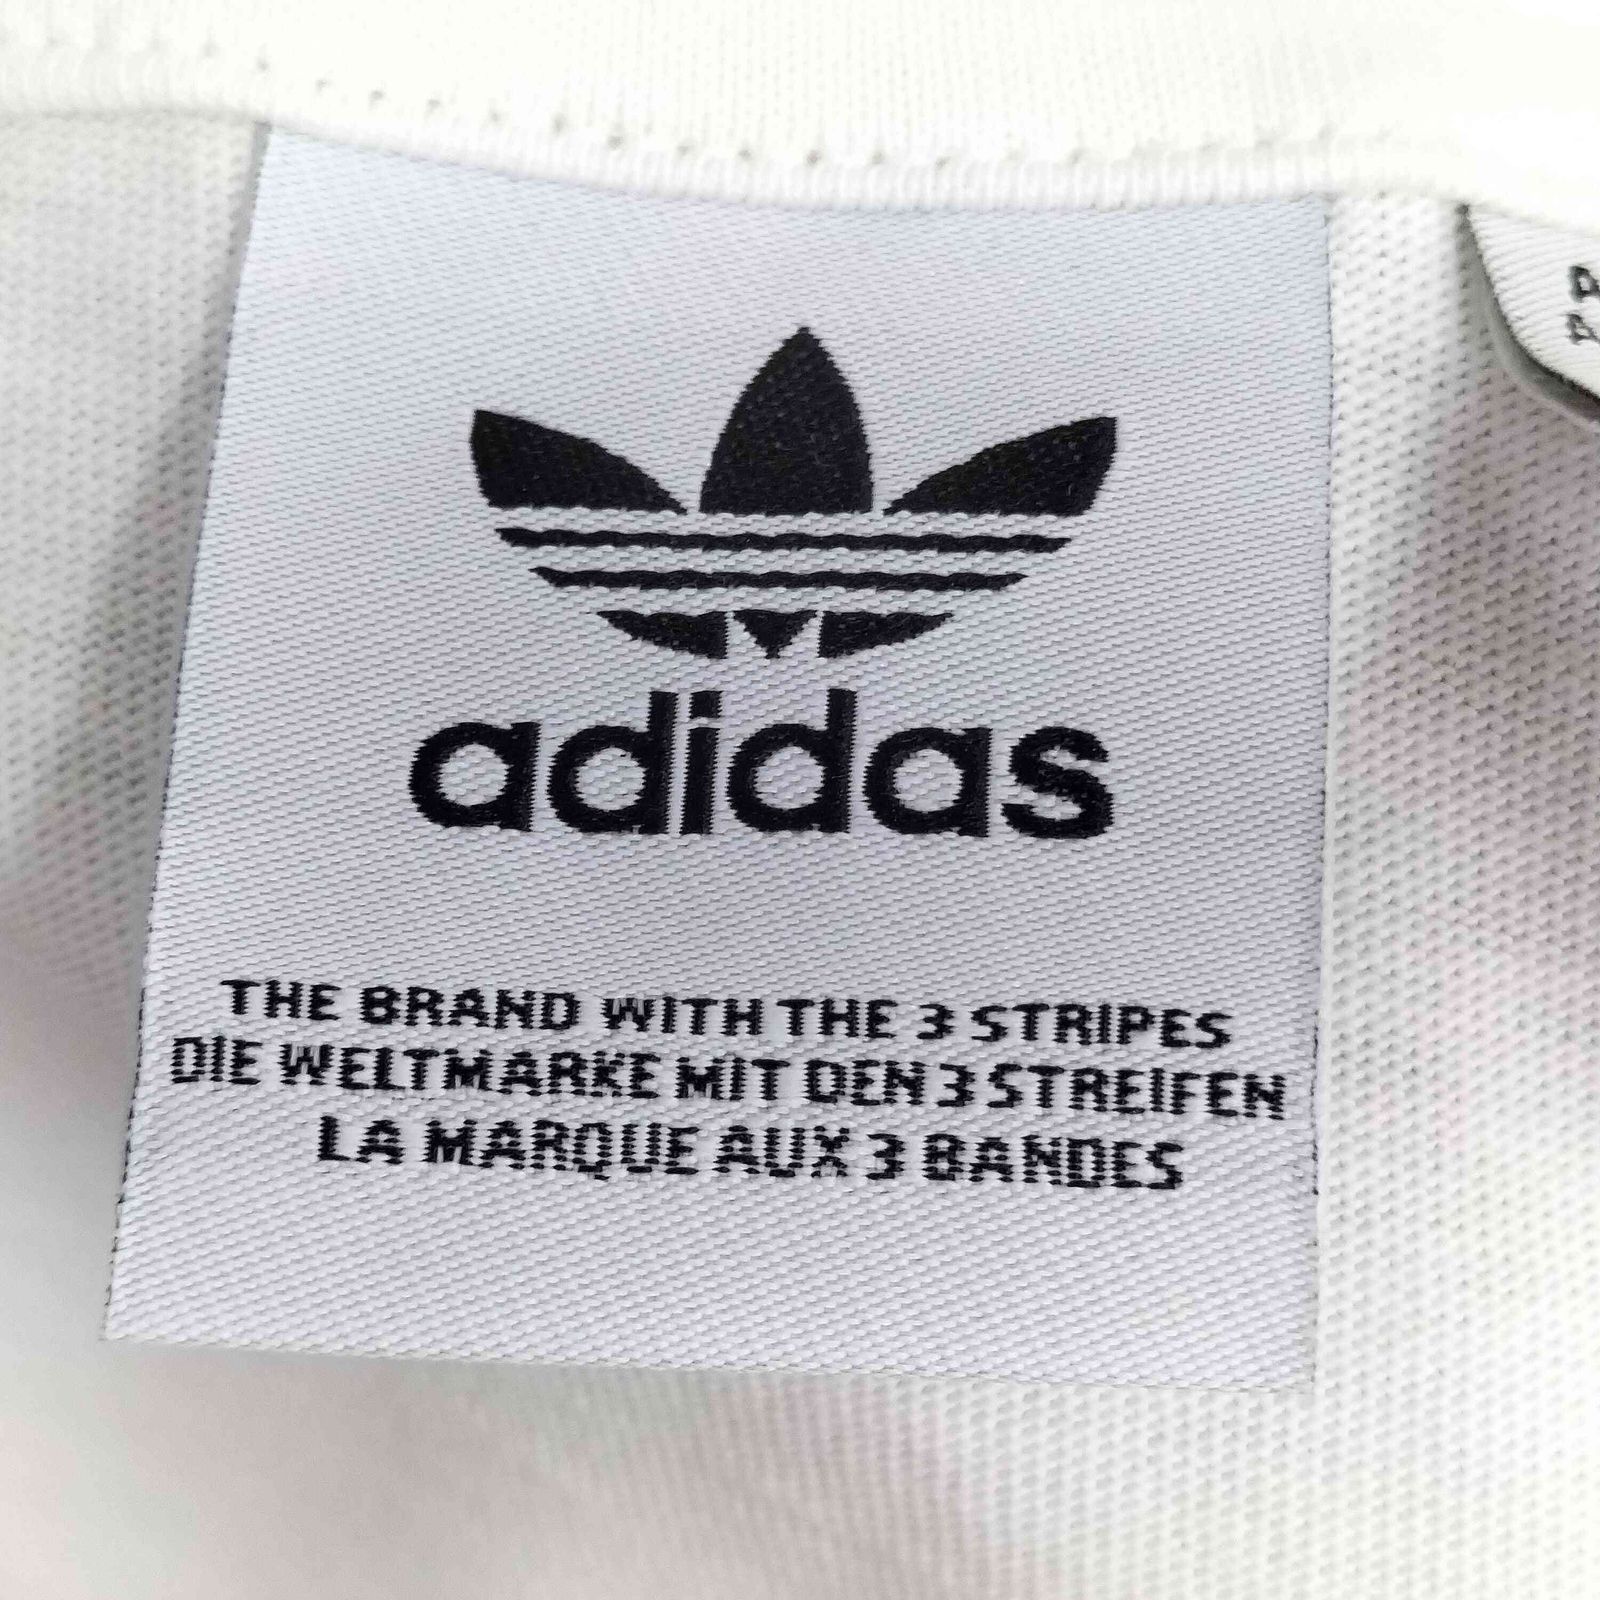 adidas
THE BRAND WITH THE 3 STRIPES
DIE WELTMARKE MIT DEN 3 STREIFEN
LA MARQUE AUX 3 BANDES